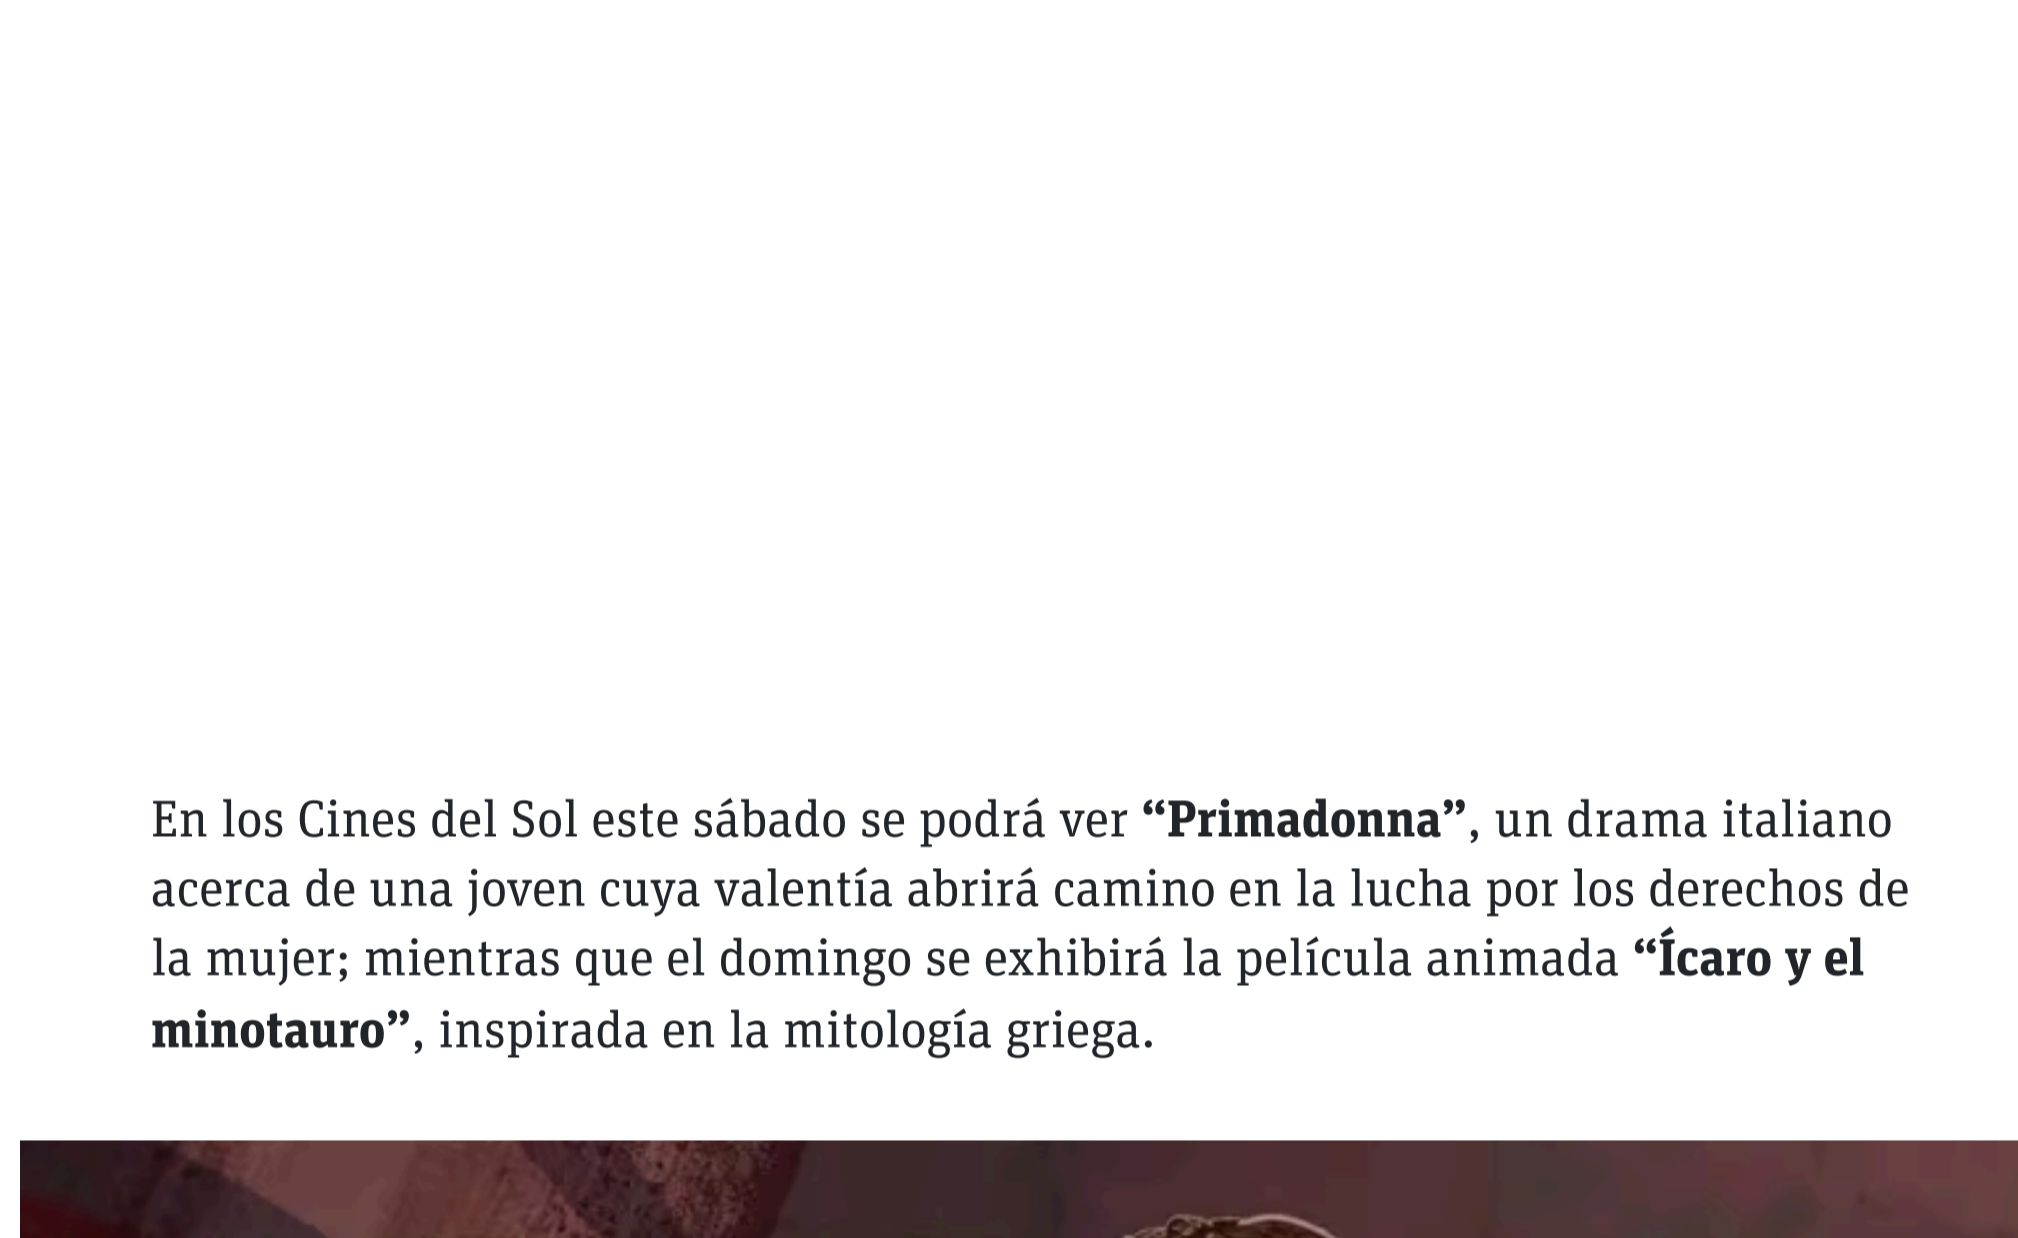 En los Cines del Sol este sábado se podrá ver “Primadonna”, un drama italiano
acerca de una joven cuya valentía abrirá camino en la lucha por los derechos de
la mujer; mientras que el domingo se exhibirá la película animada “Ícaro y el
minotauro”, inspirada en la mitología griega.